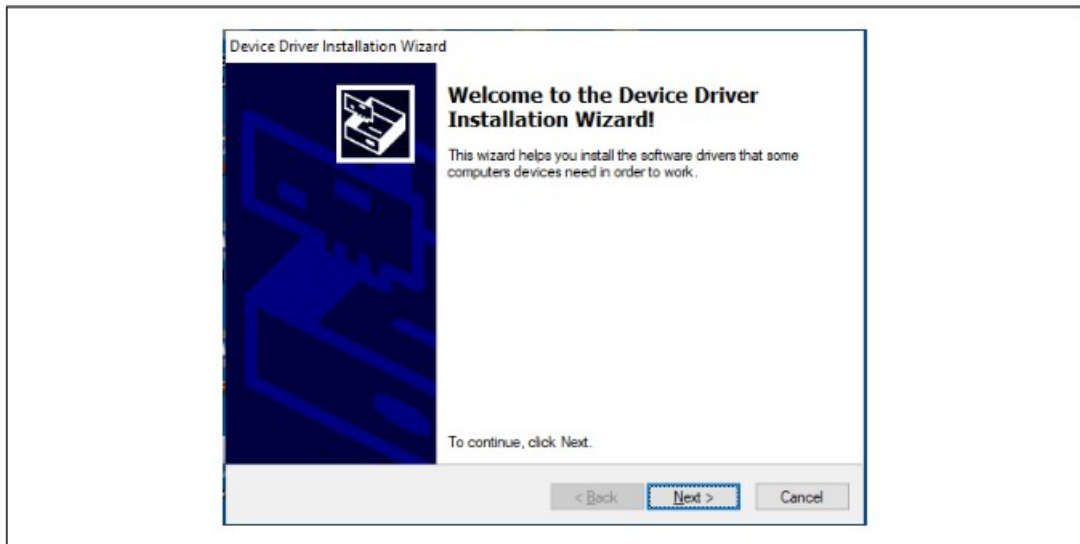 Device Driver Installation Wizard
Welcome to the Device Driver
Installation Wizard!
This wizard helps you install the software drivers that some
computers devices need in order to work.
To continue, click Next.
< Back
Next >
Cancel